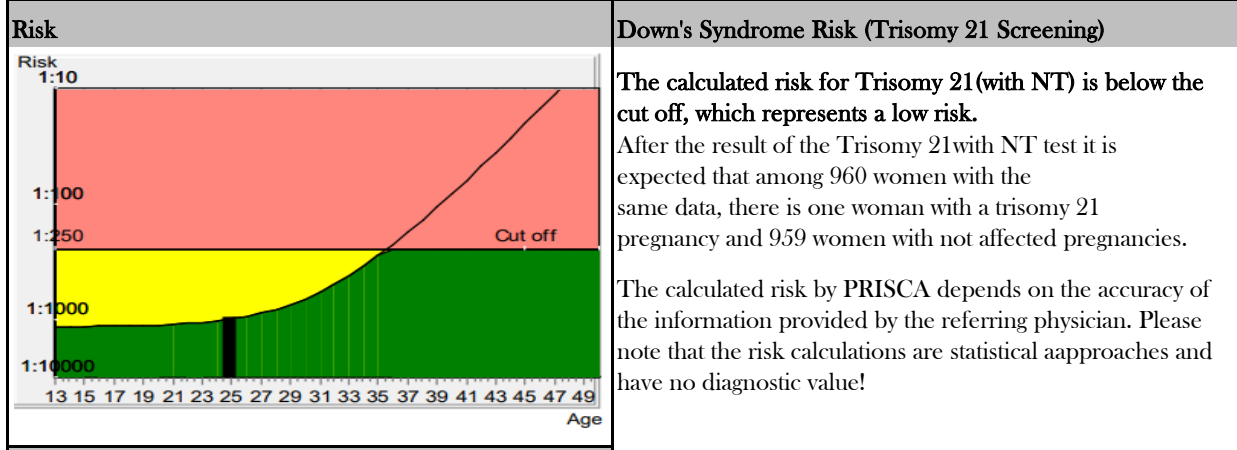 Risk
Risk
1:10
1:100
1:250
Cut off
1:1000
1:10000
13 15 17 19 21 23 25 27 29 31 33 35 37 39 41 43 45 47 49
Age
Down's Syndrome Risk (Trisomy 21 Screening)
The calculated risk for Trisomy 21(with NT) is below the
cut off, which represents a low risk.
After the result of the Trisomy 21with NT test it is
expected that among 960 women with the
same data, there is one woman with a trisomy 21
pregnancy and 959 women with not affected pregnancies.
The calculated risk by PRISCA depends on the accuracy of
the information provided by the referring physician. Please
note that the risk calculations are statistical aapproaches and
have no diagnostic value!